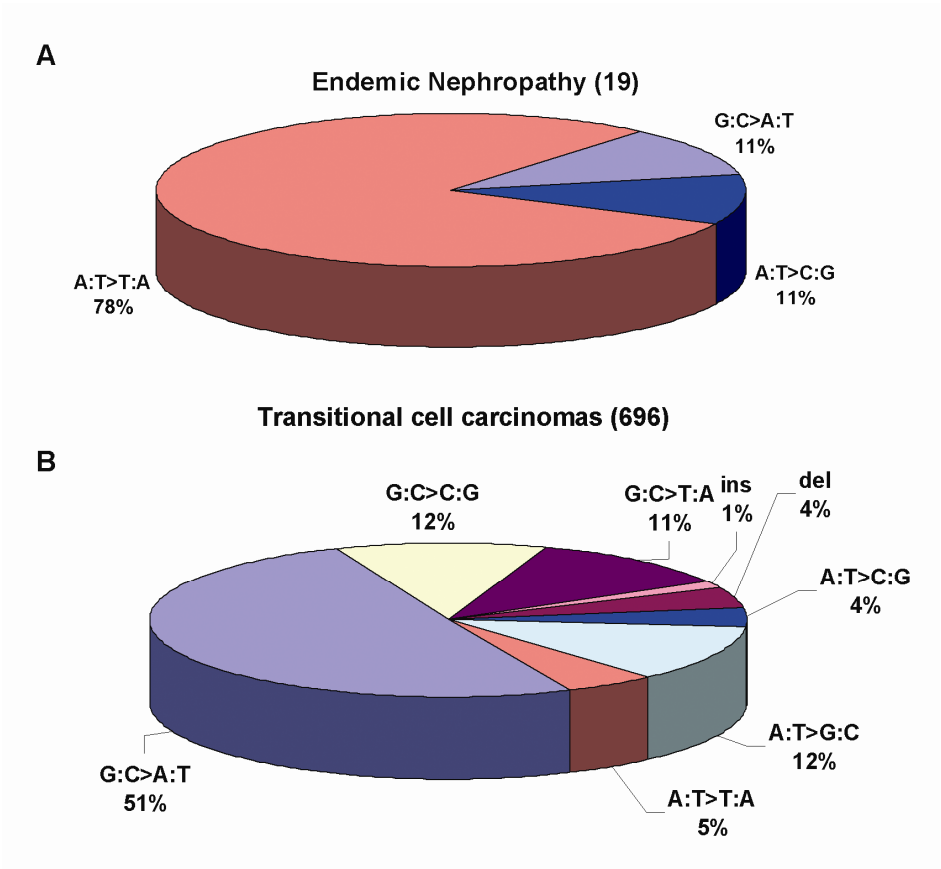 A
Endemic Nephropathy (19)
G:C>A:T
11%
A:T>T:A
78%
A:T>C:G
11%
Transitional cell carcinomas (696)
B
G:C>C:G
12%
G:C>T:A
11%
ins
1%
del
4%
A:T>C:G
4%
A:T>G:C
12%
G:C>A:T
51%
A:T>T:A
5%